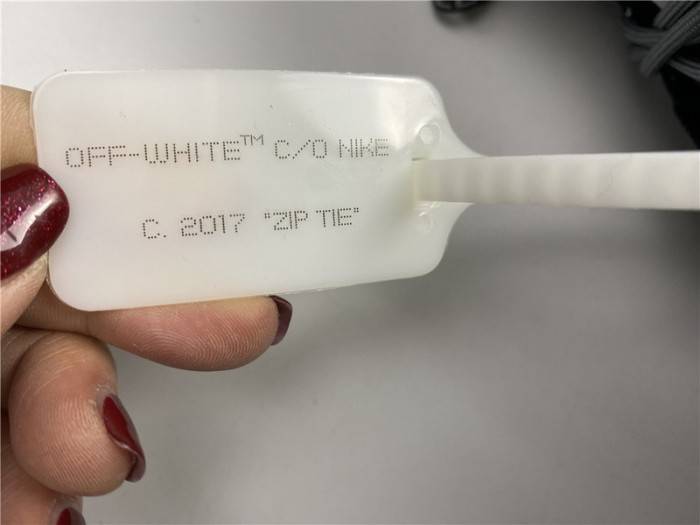 OFF-WHITE™ C/O NIKE
C. 2017 "ZIP TIE"